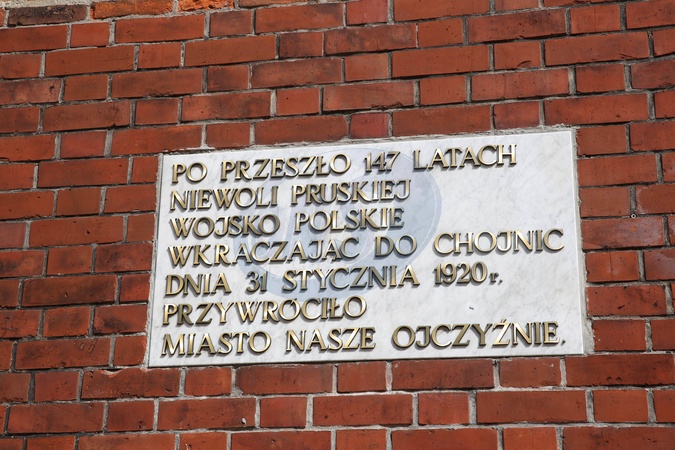 PO PRZESZŁO 147 LATACH
NIEWOLI PRUSKIEJ
WOJSKO POLSKIE
WKRACZAJĄC DO CHOJNIC
DNIA 31 STYCZNIA 1920 r.
PRZYWRÓCIŁO
MIASTO NASZE OJCZYŹNIE.